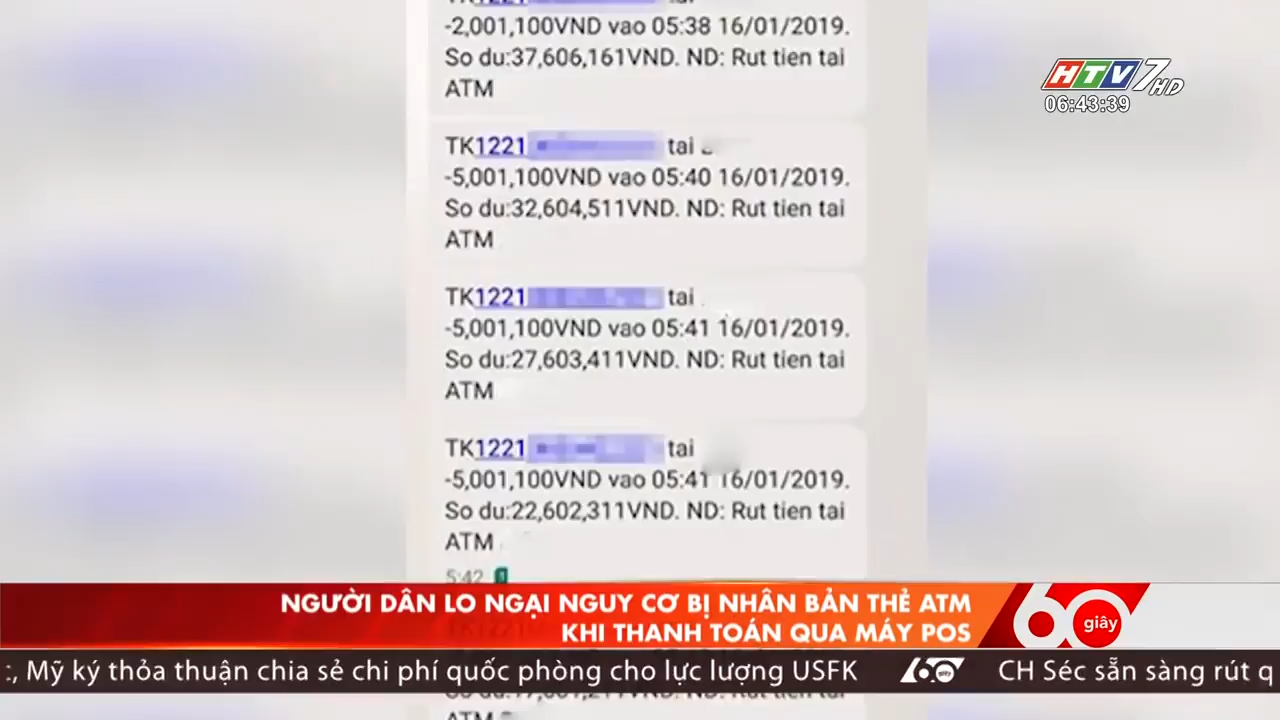 -2,001,100VND vao 05:38 16/01/2019.
So du:37,606,161VND. ND: Rut tien tai
ATM
HTV7 HD
06:43:39
TK1221 tai
-5,001,100VND vao 05:40 16/01/2019.
So du:32,604,511VND. ND: Rut tien tai
ATM
TK1221 tai
-5,001,100VND vao 05:41 16/01/2019.
So du:27,603,411VND. ND: Rut tien tai
ATM
TK1221 tai
-5,001,100VND vao 05:41 16/01/2019.
So du:22,602,311VND. ND: Rut tien tai
ATM
5:42
NGƯỜI DÂN LO NGẠI NGUY CƠ BỊ NHÂN BẢN THẺ ATM
KHI THANH TOÁN QUA MÁY POS
60 giây
, Mỹ ký thỏa thuận chia sẻ chi phí quốc phòng cho lực lượng USFK 60 giây CH Séc sẵn sàng rút q